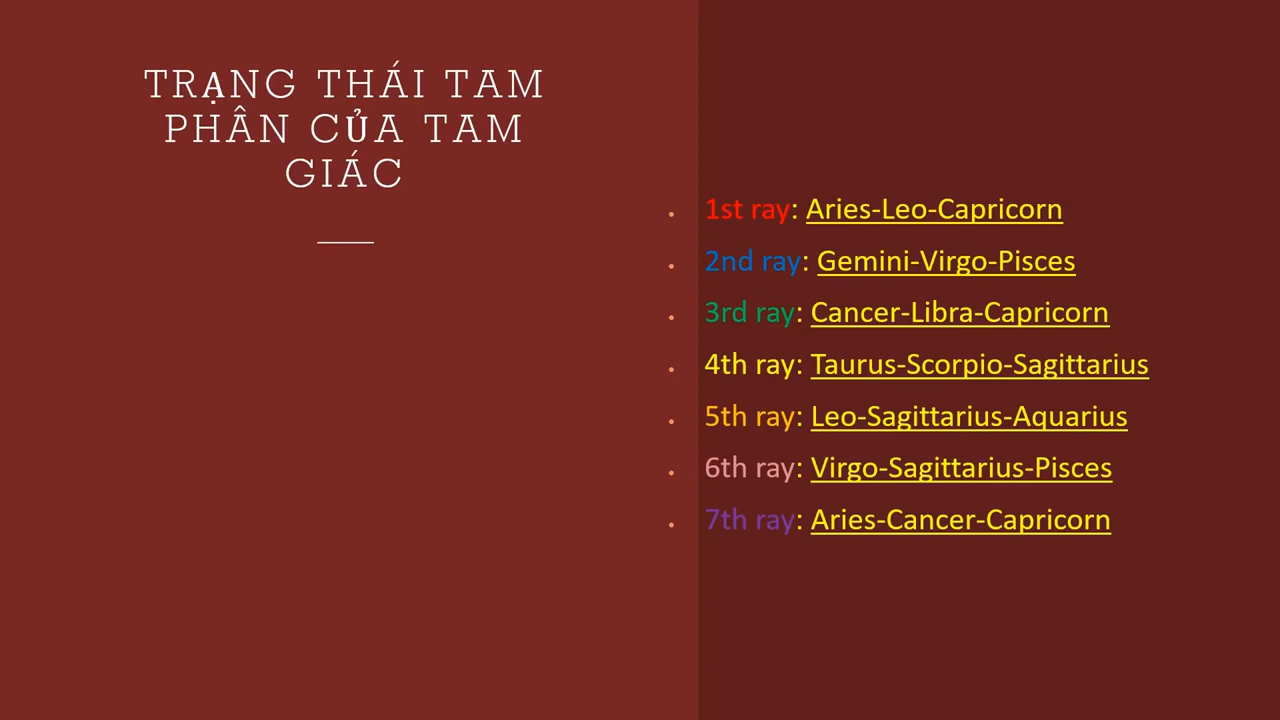 TRẠNG THÁI TAM
PHÂN CỦA TAM
GIÁC
1st ray: Aries-Leo-Capricorn
2nd ray: Gemini-Virgo-Pisces
3rd ray: Cancer-Libra-Capricorn
4th ray: Taurus-Scorpio-Sagittarius
5th ray: Leo-Sagittarius-Aquarius
6th ray: Virgo-Sagittarius-Pisces
7th ray: Aries-Cancer-Capricorn